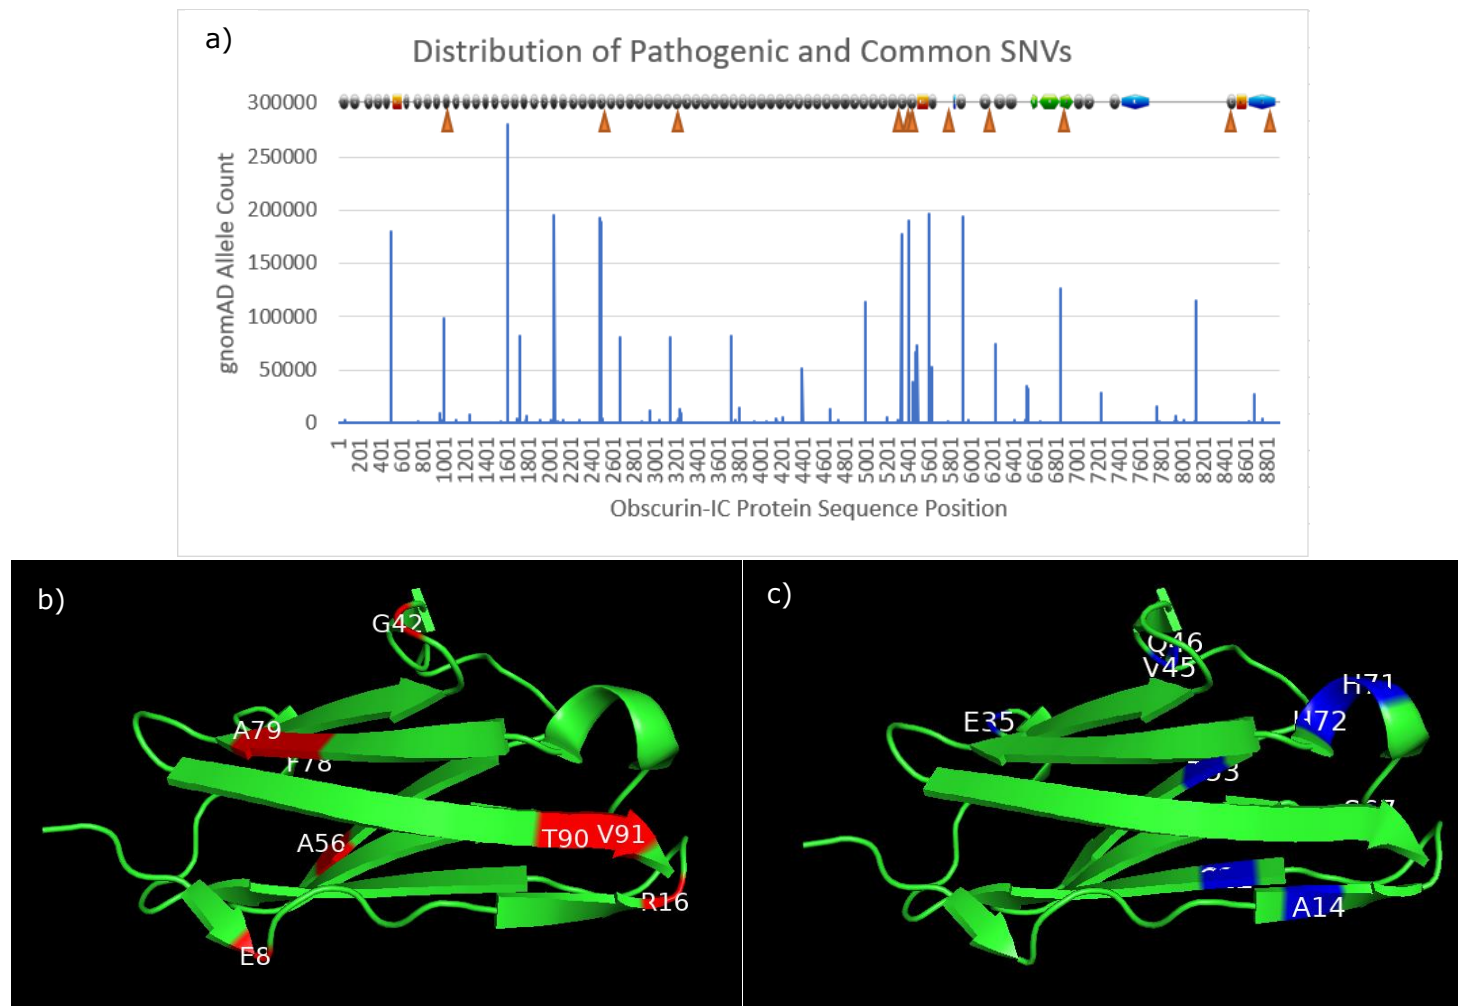 a)
Distribution of Pathogenic and Common SNVs
300000
250000
200000
150000
100000
50000
0
gnomAD Allele Count
1 201 401 601 801 1001 1201 1401 1601 1801 2001 2201 2401 2601 2801 3001 3201 3401 3601 3801 4001 4201 4401 4601 4801 5001 5201 5401 5601 5801 6001 6201 6401 6601 6801 7001 7201 7401 7601 7801 8001 8201 8401 8601 8801
Obscurin-IC Protein Sequence Position
b)
G42
A79
F78
A56
T90 V91
R16
E8
c)
Q46
V45
H71
E35
H72
A14